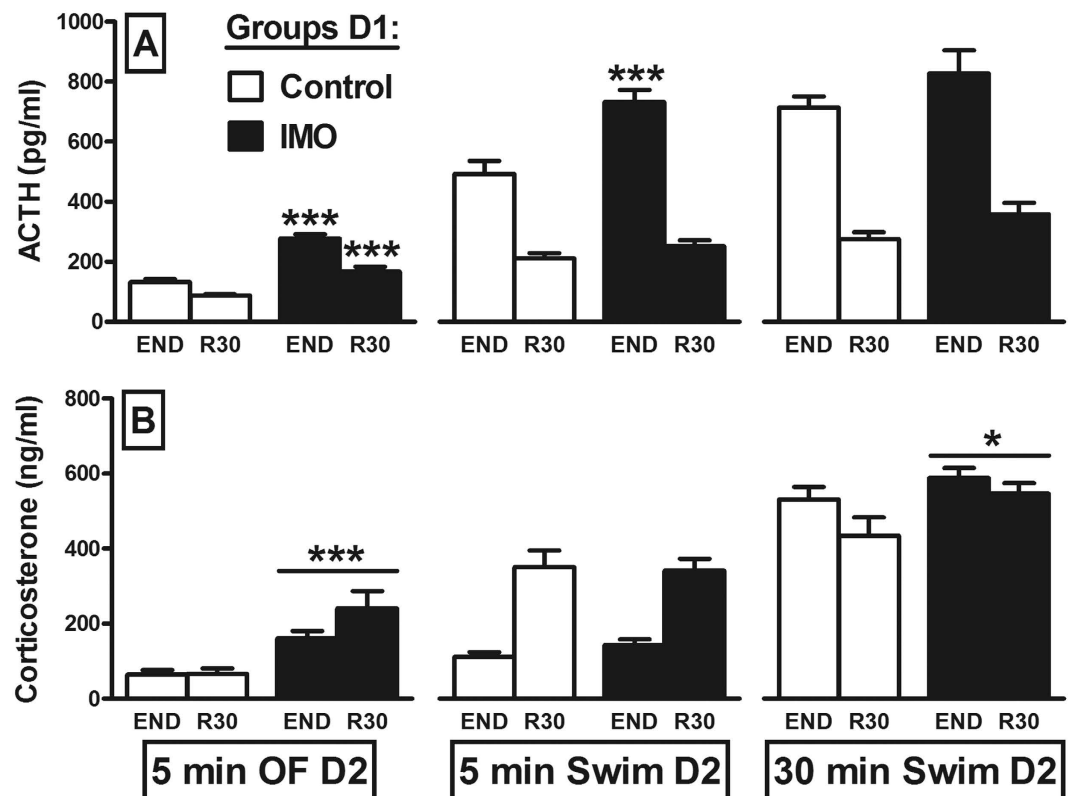 A
Groups D1:
Control
IMO
ACTH (pg/ml)
1000
800
600
400
200
0
***
***
***
END R30 END R30 END R30 END R30 END R30 END R30
B
Corticosterone (ng/ml)
800
600
400
200
0
***
*
END R30 END R30 END R30 END R30 END R30 END R30
5 min OF D2 5 min Swim D2 30 min Swim D2